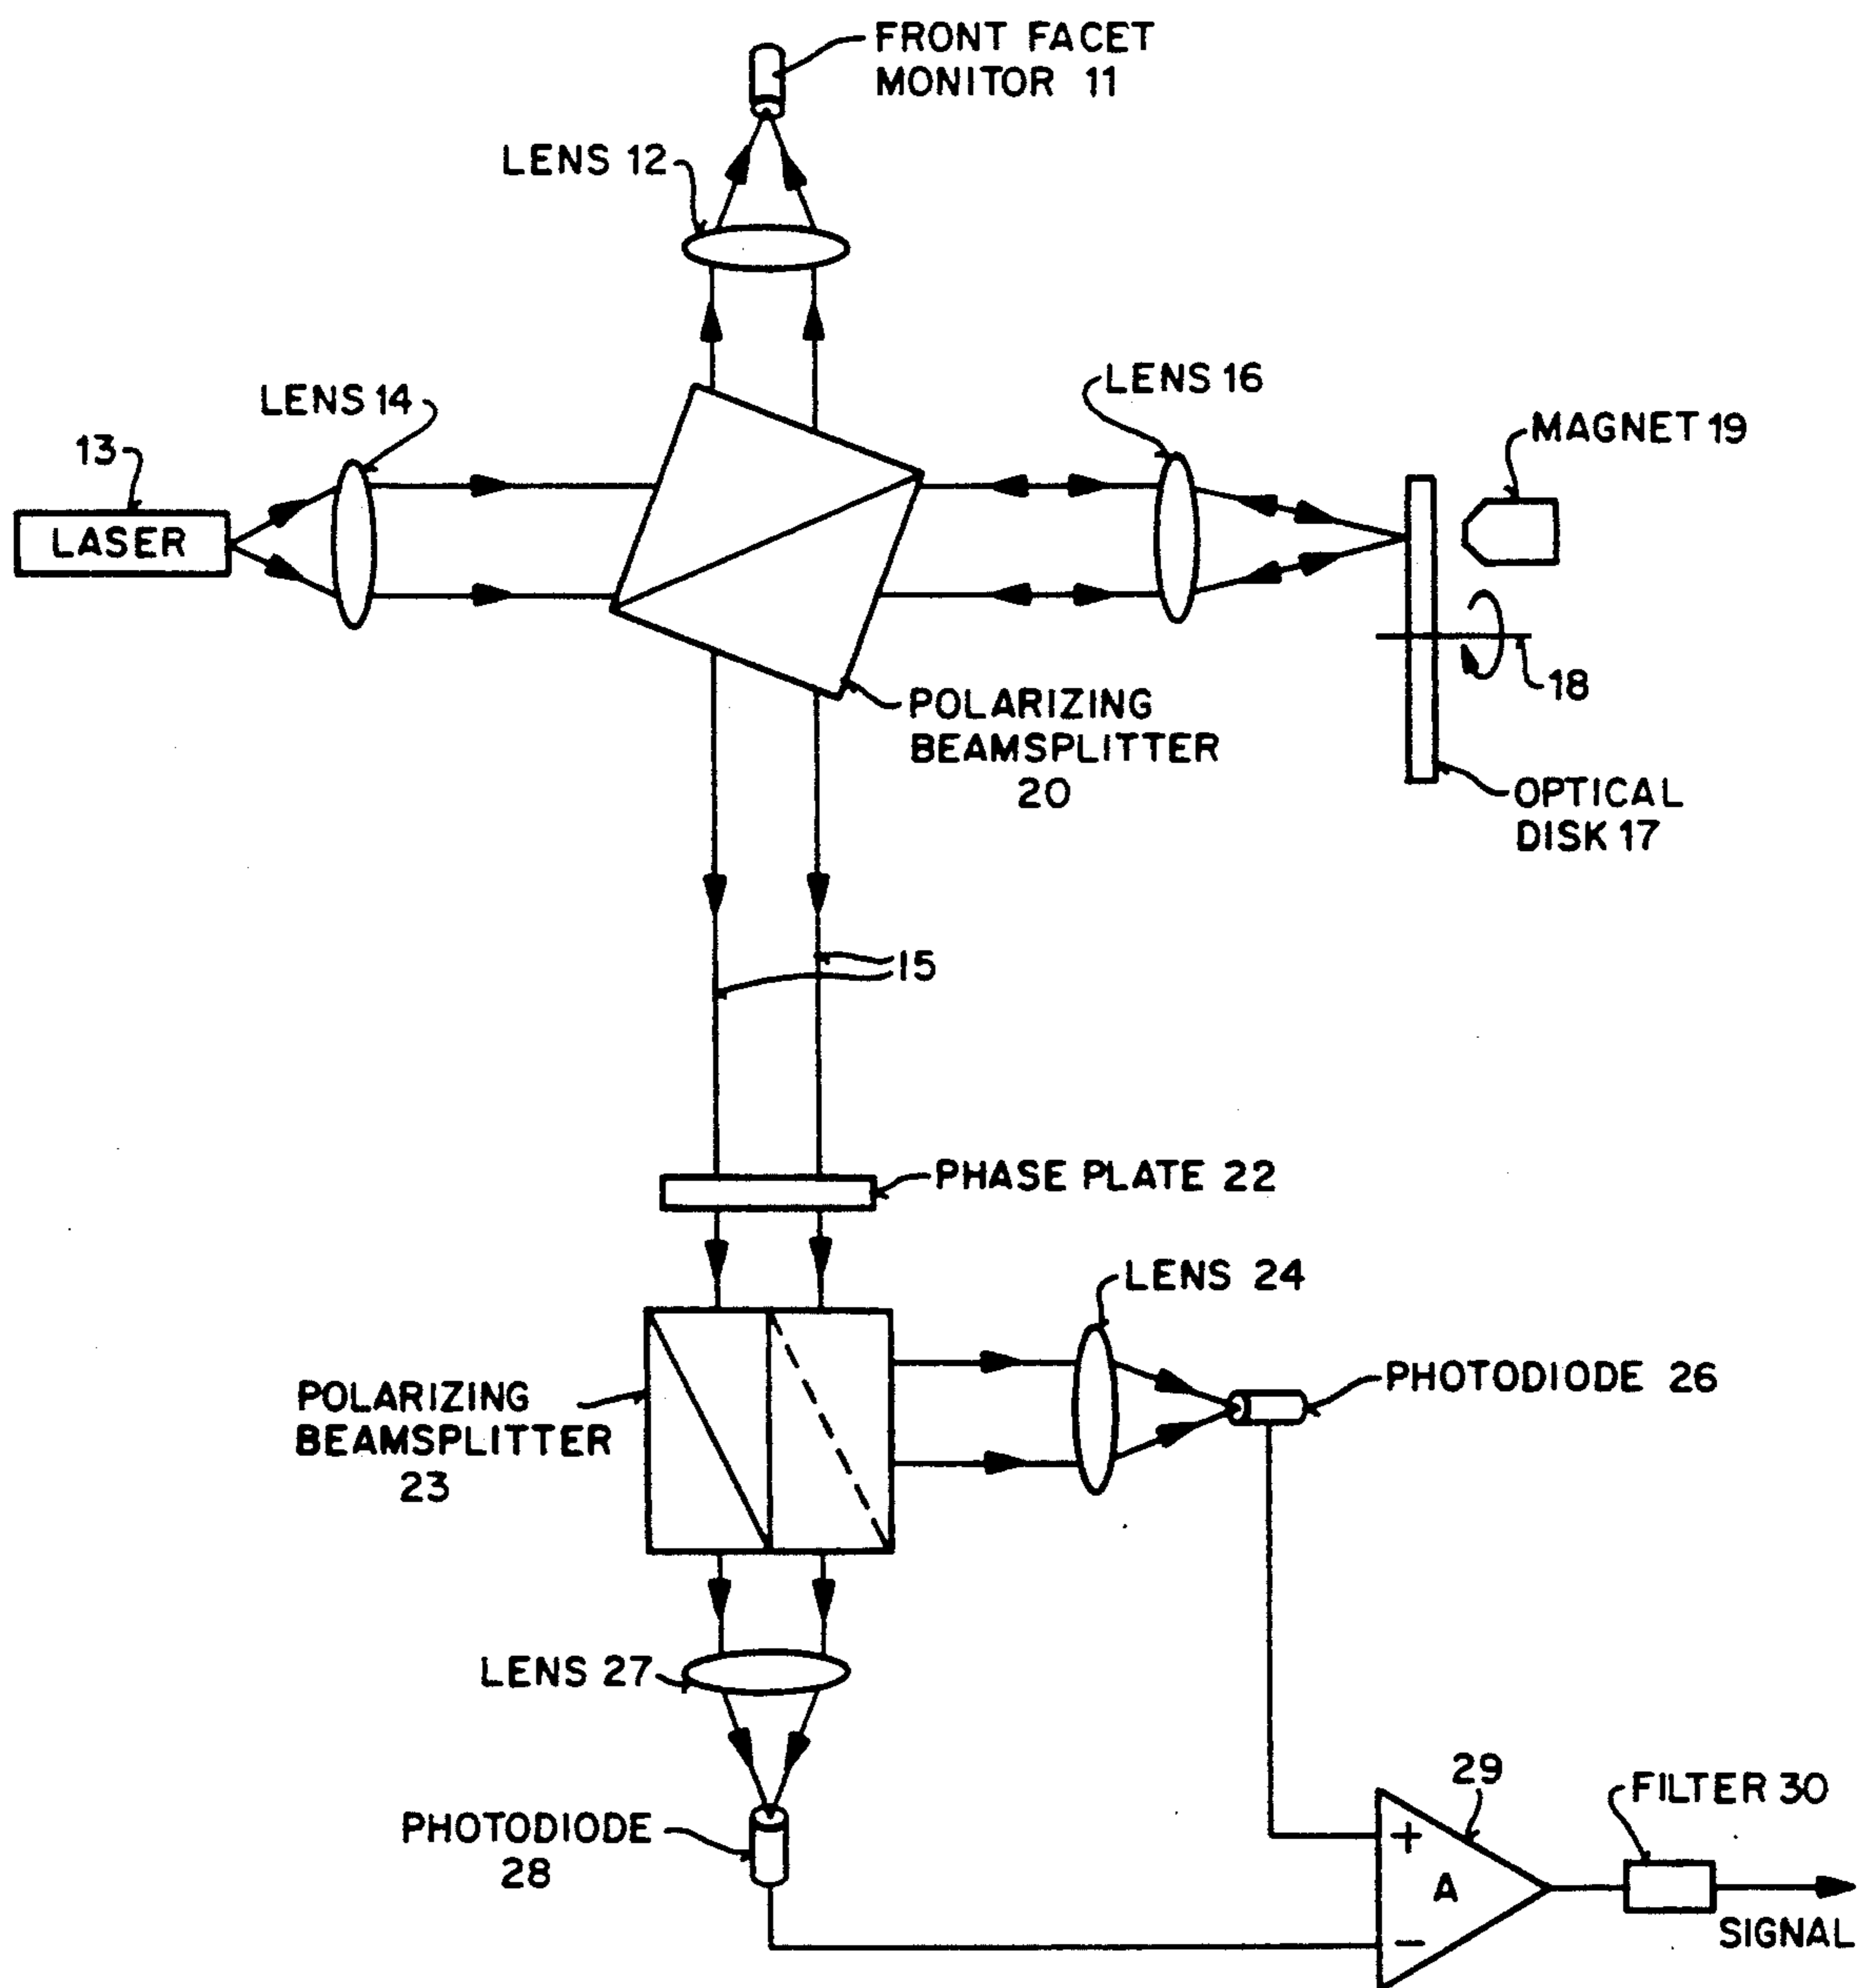 FRONT FACET
MONITOR 11
LENS 12
LENS 14
LENS 16
MAGNET 19
13
LASER
18
POLARIZING
BEAMSPLITTER
20
OPTICAL
DISK 17
15
PHASE PLATE 22
LENS 24
POLARIZING
BEAMSPLITTER
23
PHOTODIODE 26
LENS 27
PHOTODIODE
28
29
FILTER 30
+
A
−
SIGNAL